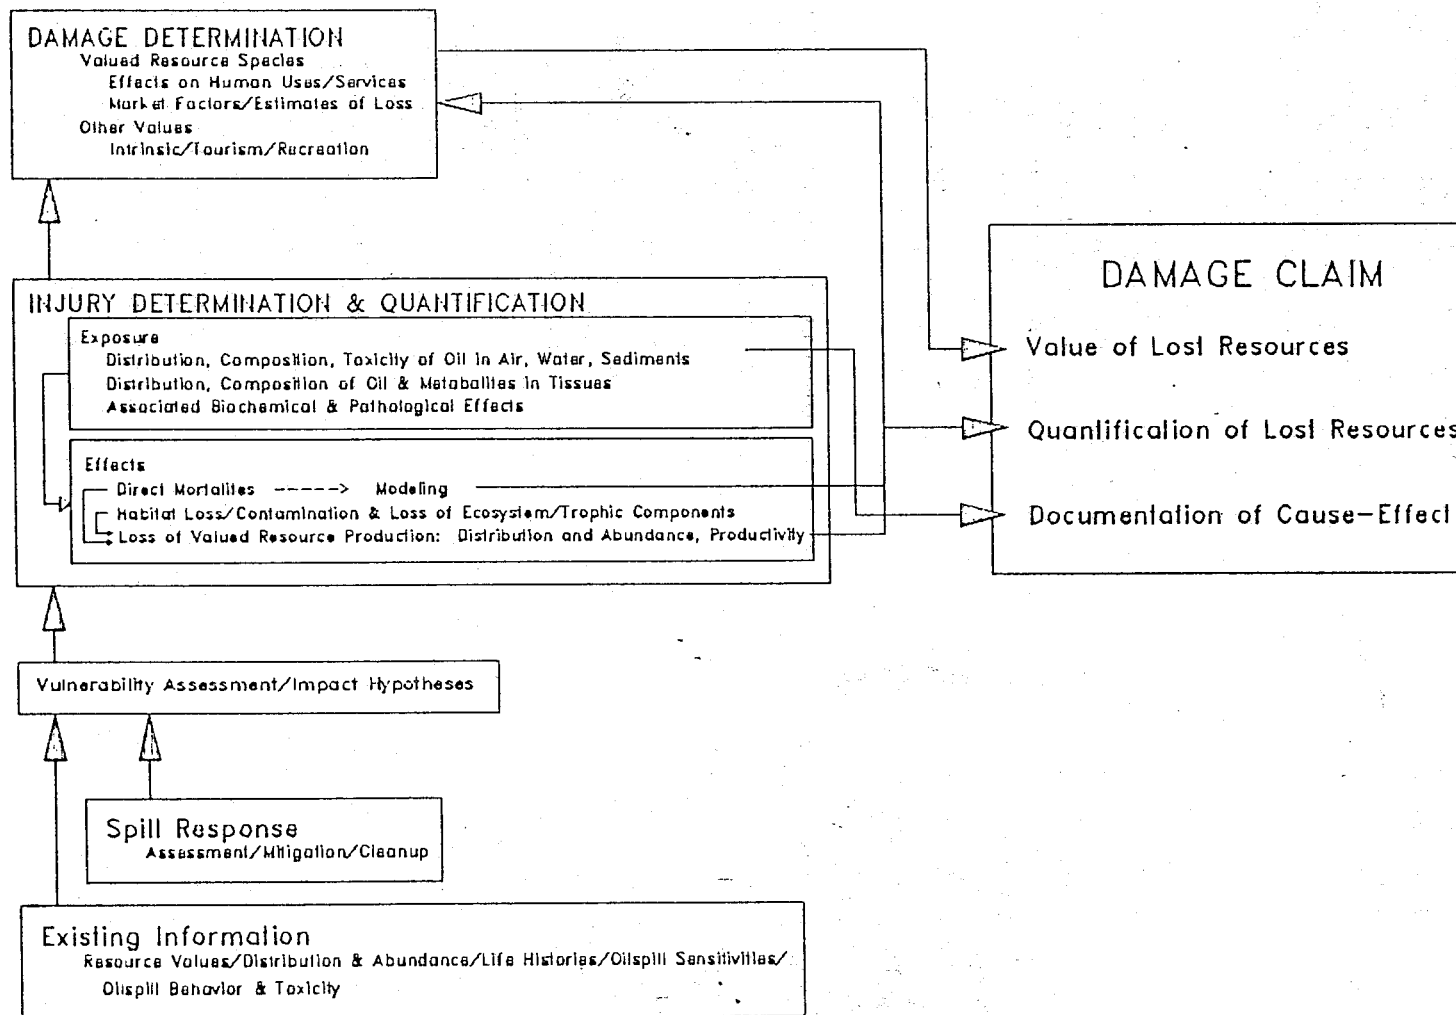 DAMAGE DETERMINATION
Valued Resource Species
Effects on Human Uses/Services
Market Factors/Estimates of Loss
Other Values
Intrinsic/Tourism/Recreation
INJURY DETERMINATION & QUANTIFICATION
Exposure
Distribution, Composition, Toxicity of Oil in Air, Water, Sediments
Distribution, Composition of Oil & Metabolites in Tissues
Associated Biochemical & Pathological Effects
Effects
Direct Mortalites -----> Modeling
Habitat Loss/Contamination & Loss of Ecosystem/Trophic Components
Loss of Valued Resource Production: Distribution and Abundance, Productivity
Vulnerability Assessment/Impact Hypotheses
Spill Response
Assessment/Mitigation/Cleanup
Existing Information
Resource Values/Distribution & Abundance/Life Histories/Oilspill Sensitivities/
Oilspill Behavior & Toxicity
DAMAGE CLAIM
Value of Lost Resources
Quantification of Lost Resources
Documentation of Cause-Effect